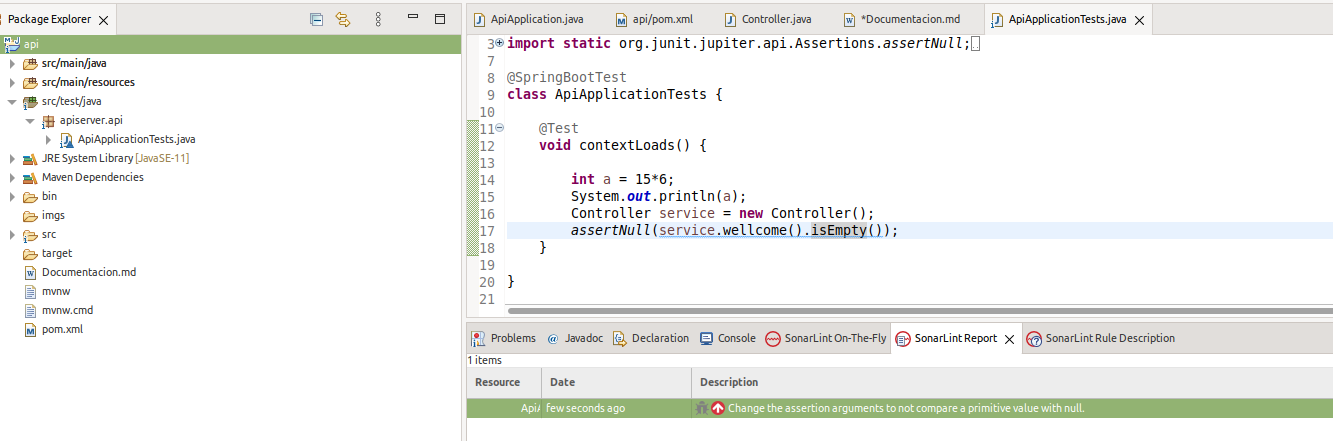 Package Explorer
api
src/main/java
src/main/resources
src/test/java
apiserver.api
ApiApplicationTests.java
JRE System Library [JavaSE-11]
Maven Dependencies
bin
imgs
src
target
Documentacion.md
mvnw
mvnw.cmd
pom.xml
ApiApplication.java api/pom.xml Controller.java *Documentacion.md ApiApplicationTests.java
3 import static org.junit.jupiter.api.Assertions.assertNull;
7
8 @SpringBootTest
9 class ApiApplicationTests {
10
11 @Test
12 void contextLoads() {
13
14 int a = 15*6;
15 System.out.println(a);
16 Controller service = new Controller();
17 assertNull(service.wellcome().isEmpty());
18 }
19
20 }
21
Problems @ Javadoc Declaration Console SonarLint On-The-Fly SonarLint Report SonarLint Rule Description
1 items
Resource Date Description
ApiA few seconds ago Change the assertion arguments to not compare a primitive value with null.